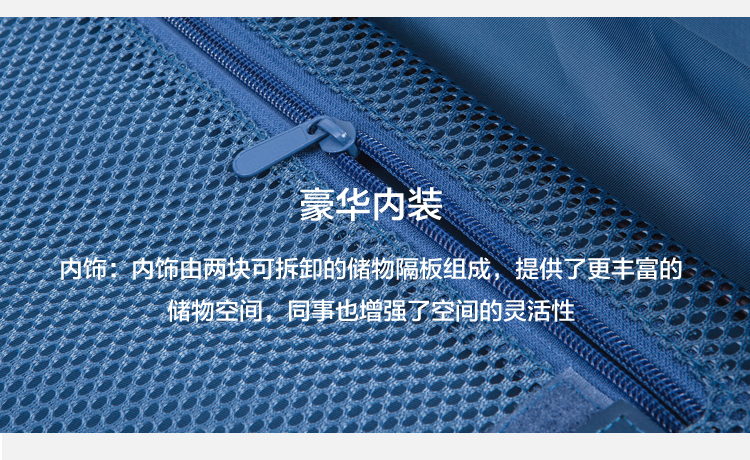 豪华内装
内饰：内饰由两块可拆卸的储物隔板组成，提供了更丰富的
储物空间，同事也增强了空间的灵活性